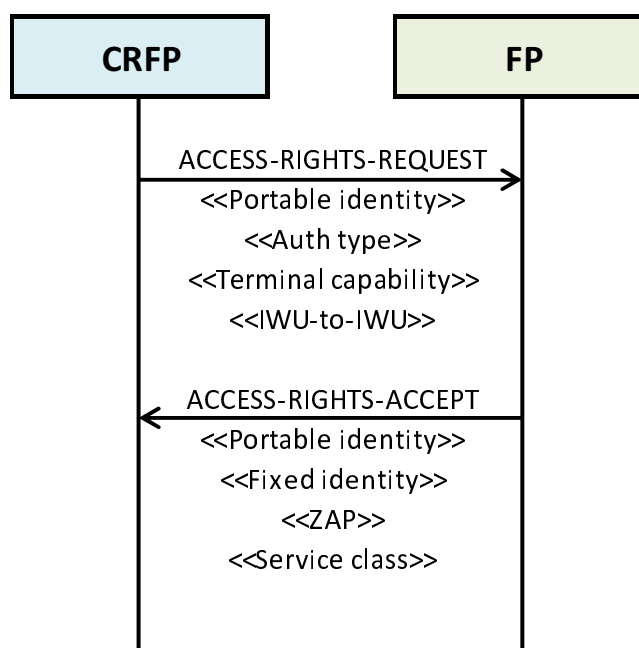 CRFP
FP
ACCESS-RIGHTS-REQUEST
<<Portable identity>>
<<Auth type>>
<<Terminal capability>>
<<IWU-to-IWU>>
ACCESS-RIGHTS-ACCEPT
<<Portable identity>>
<<Fixed identity>>
<<ZAP>>
<<Service class>>